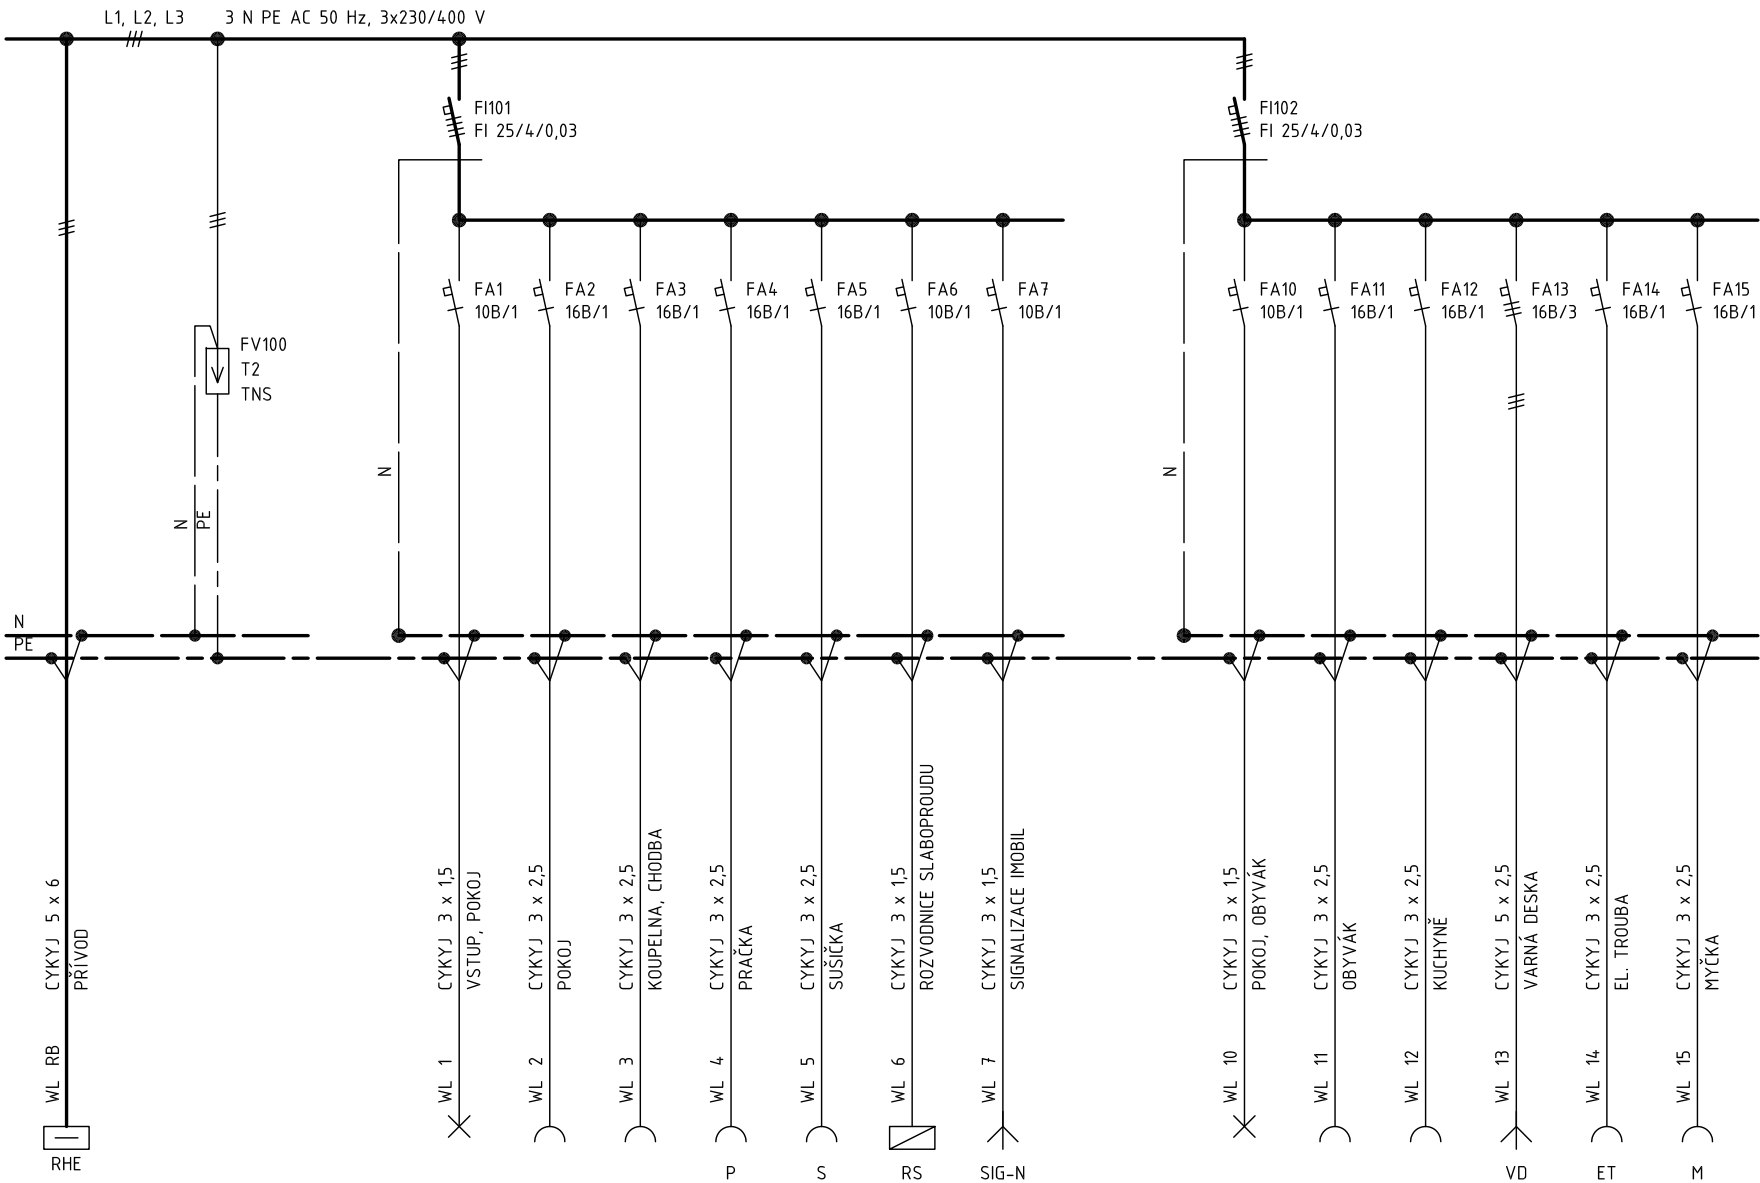 L1, L2, L3
3 N PE AC 50 Hz, 3x230/400 V
FI101
FI 25/4/0,03
FI102
FI 25/4/0,03
FA1
10B/1
FA2
16B/1
FA3
16B/1
FA4
16B/1
FA5
16B/1
FA6
10B/1
FA7
10B/1
FA10
10B/1
FA11
16B/1
FA12
16B/1
FA13
16B/3
FA14
16B/1
FA15
16B/1
FV100
T2
TNS
N
PE
N
N
N
PE
WL RB CYKYJ 5 x 6
PŘÍVOD
WL 1 CYKYJ 3 x 1,5
VSTUP, POKOJ
WL 2 CYKYJ 3 x 2,5
POKOJ
WL 3 CYKYJ 3 x 2,5
KOUPELNA, CHODBA
WL 4 CYKYJ 3 x 2,5
PRAČKA
WL 5 CYKYJ 3 x 2,5
SUŠIČKA
WL 6 CYKYJ 3 x 1,5
ROZVODNICE SLABOPROUDU
WL 7 CYKYJ 3 x 1,5
SIGNALIZACE IMOBIL
WL 10 CYKYJ 3 x 1,5
POKOJ, OBYVÁK
WL 11 CYKYJ 3 x 2,5
OBYVÁK
WL 12 CYKYJ 3 x 2,5
KUCHYNĚ
WL 13 CYKYJ 5 x 2,5
VARNÁ DESKA
WL 14 CYKYJ 3 x 2,5
EL. TROUBA
WL 15 CYKYJ 3 x 2,5
MYČKA
RHE
P
S
RS
SIG-N
VD
ET
M